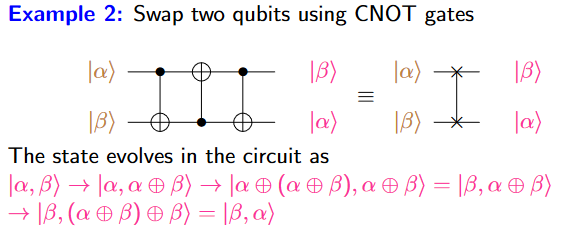 Example 2: Swap two qubits using CNOT gates
|α⟩ |β⟩ |α⟩ |β⟩
≡
|β⟩ |α⟩ |β⟩ |α⟩
The state evolves in the circuit as
|α, β⟩ → |α, α ⊕ β⟩ → |α ⊕ (α ⊕ β), α ⊕ β⟩ = |β, α ⊕ β⟩
→ |β, (α ⊕ β) ⊕ β⟩ = |β, α⟩